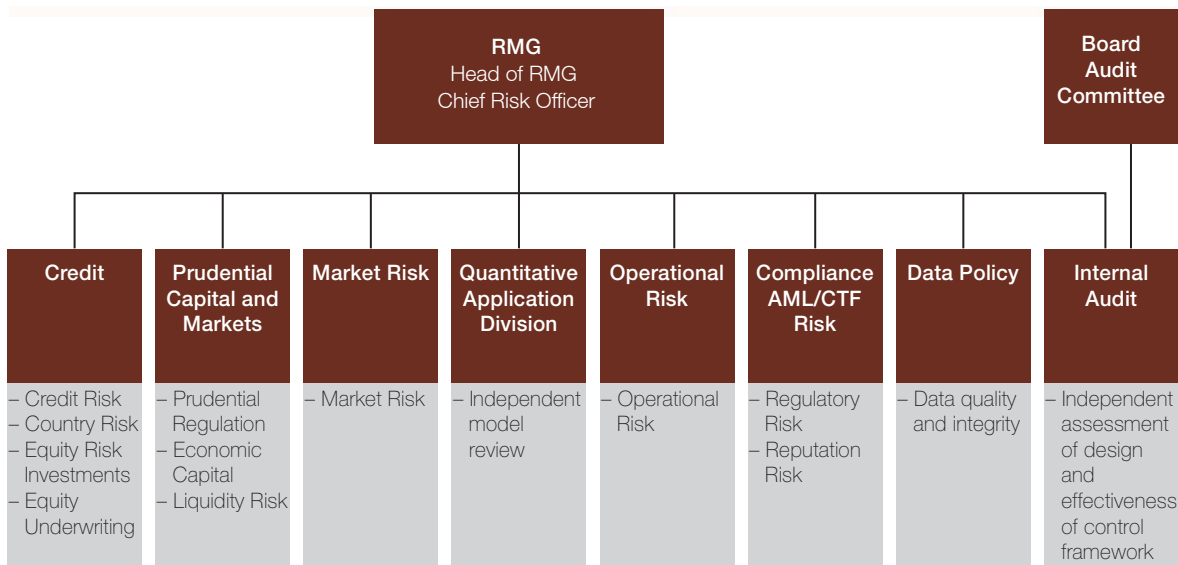 RMG
Head of RMG
Chief Risk Officer
Board
Audit
Committee
Credit
– Credit Risk
– Country Risk
– Equity Risk
Investments
– Equity
Underwriting
Prudential
Capital and
Markets
– Prudential
Regulation
– Economic
Capital
– Liquidity Risk
Market Risk
– Market Risk
Quantitative
Application
Division
– Independent
model
review
Operational
Risk
– Operational
Risk
Compliance
AML/CTF
Risk
– Regulatory
Risk
– Reputation
Risk
Data Policy
– Data quality
and integrity
Internal
Audit
– Independent
assessment
of design
and
effectiveness
of control
framework